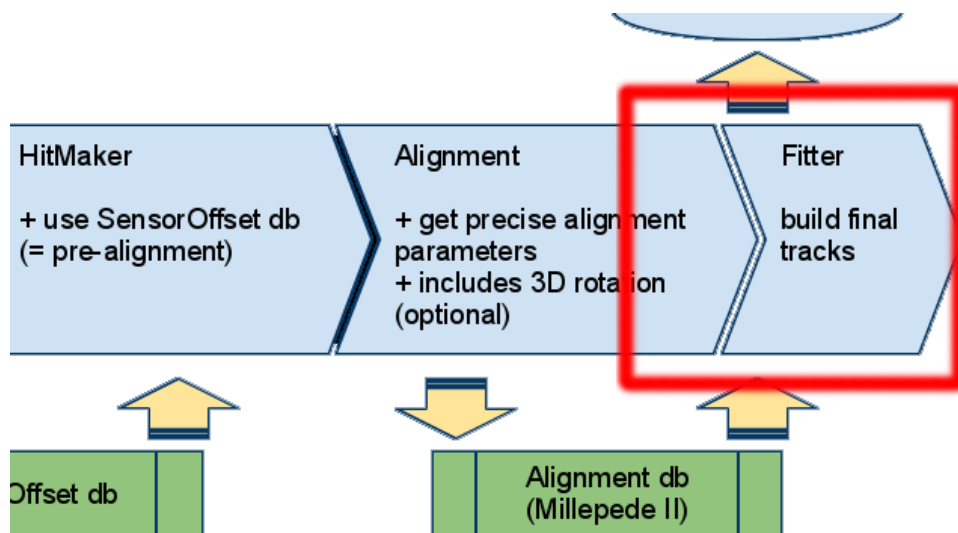 HitMaker
+ use SensorOffset db
(= pre-alignment)
Alignment
+ get precise alignment
parameters
+ includes 3D rotation
(optional)
Fitter
build final
tracks
Offset db
Alignment db
(Millepede II)